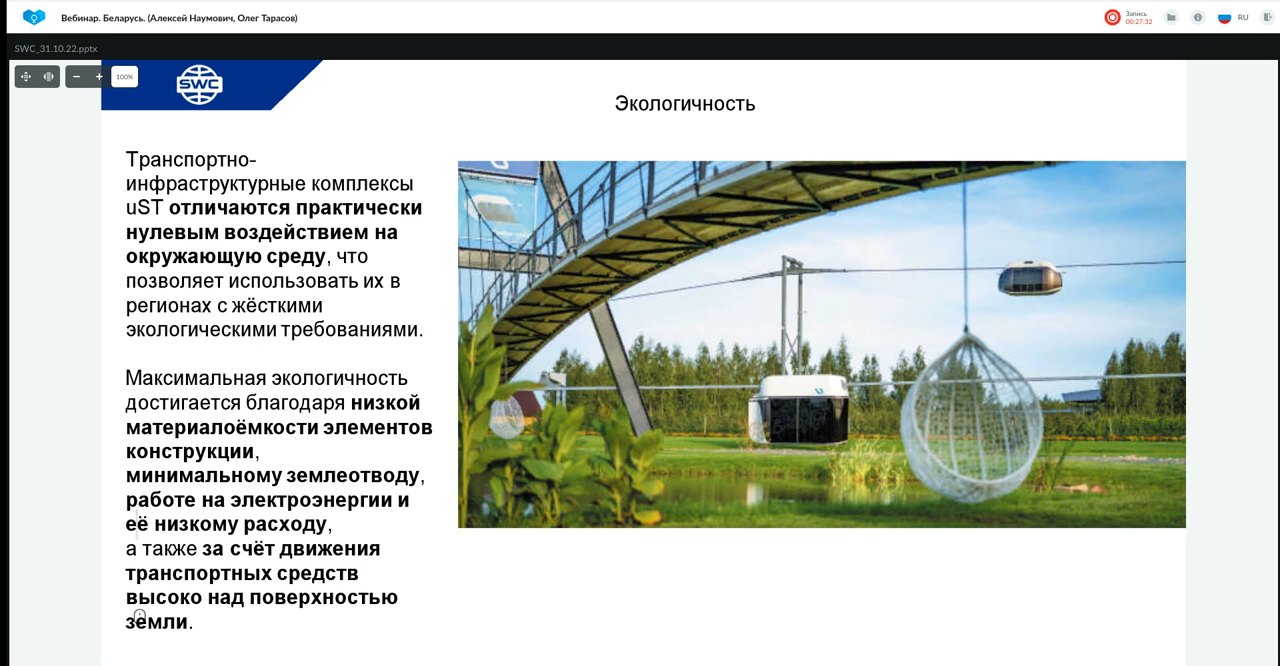 Вебинар. Беларусь. (Алексей Наумович, Олег Тарасов)
Запись
00:27:32
RU
SWC_31.10.22.pptx
100%
SWC
Экологичность
Транспортно-
инфраструктурные комплексы
uST отличаются практически
нулевым воздействием на
окружающую среду, что
позволяет использовать их в
регионах с жёсткими
экологическими требованиями.
Максимальная экологичность
достигается благодаря низкой
материалоёмкости элементов
конструкции,
минимальному землеотводу,
работе на электроэнергии и
её низкому расходу,
а также за счёт движения
транспортных средств
высоко над поверхностью
земли.